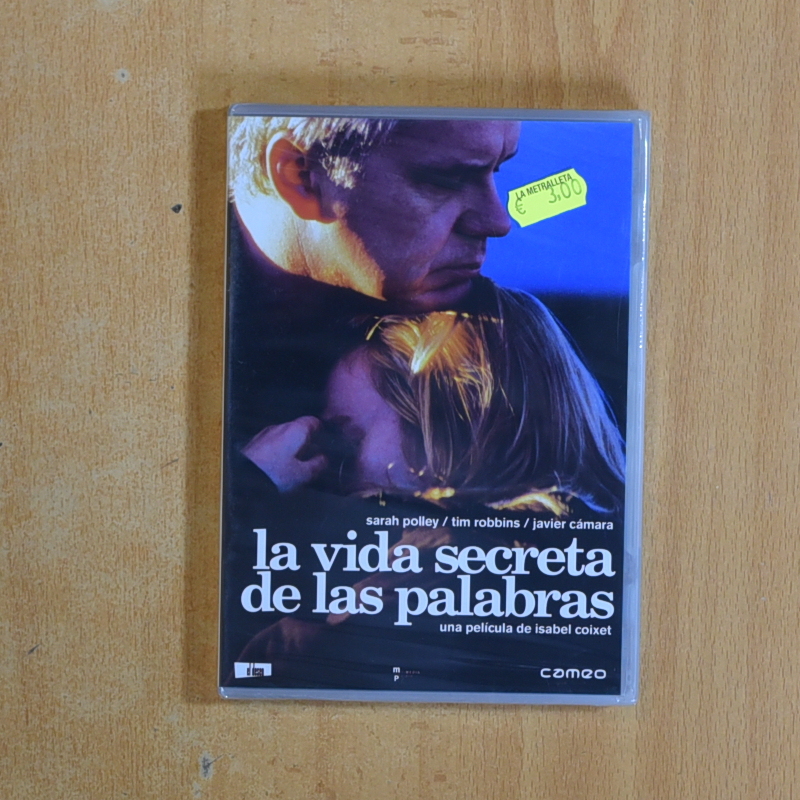 LA METRALLETA
€ 3,00
sarah polley / tim robbins / javier cámara
la vida secreta
de las palabras
una película de isabel coixet
cameo